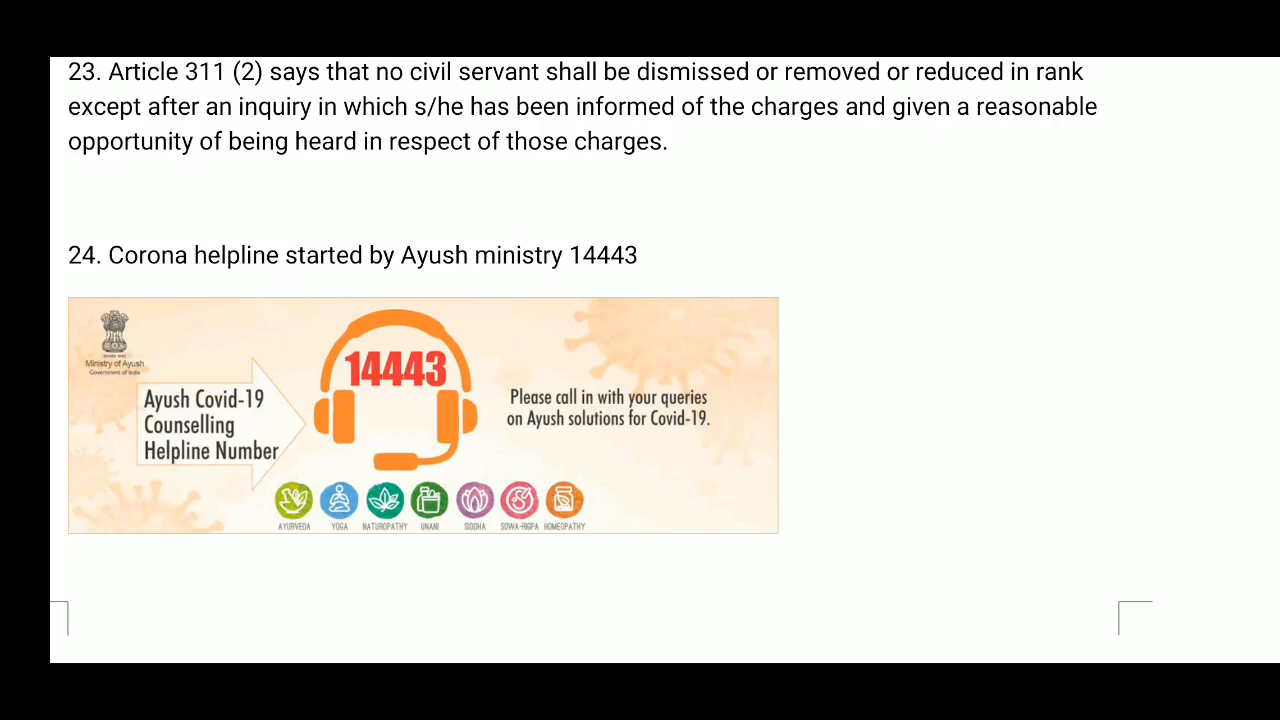 23. Article 311 (2) says that no civil servant shall be dismissed or removed or reduced in rank
except after an inquiry in which s/he has been informed of the charges and given a reasonable
opportunity of being heard in respect of those charges.
24. Corona helpline started by Ayush ministry 14443
Ministry of Ayush
Government of India
14443
Ayush Covid-19
Counselling
Helpline Number
Please call in with your queries
on Ayush solutions for Covid-19.
AYURVEDA YOGA NATUROPATHY UNANI SIDDHA SOWA-RIGPA HOMEOPATHY